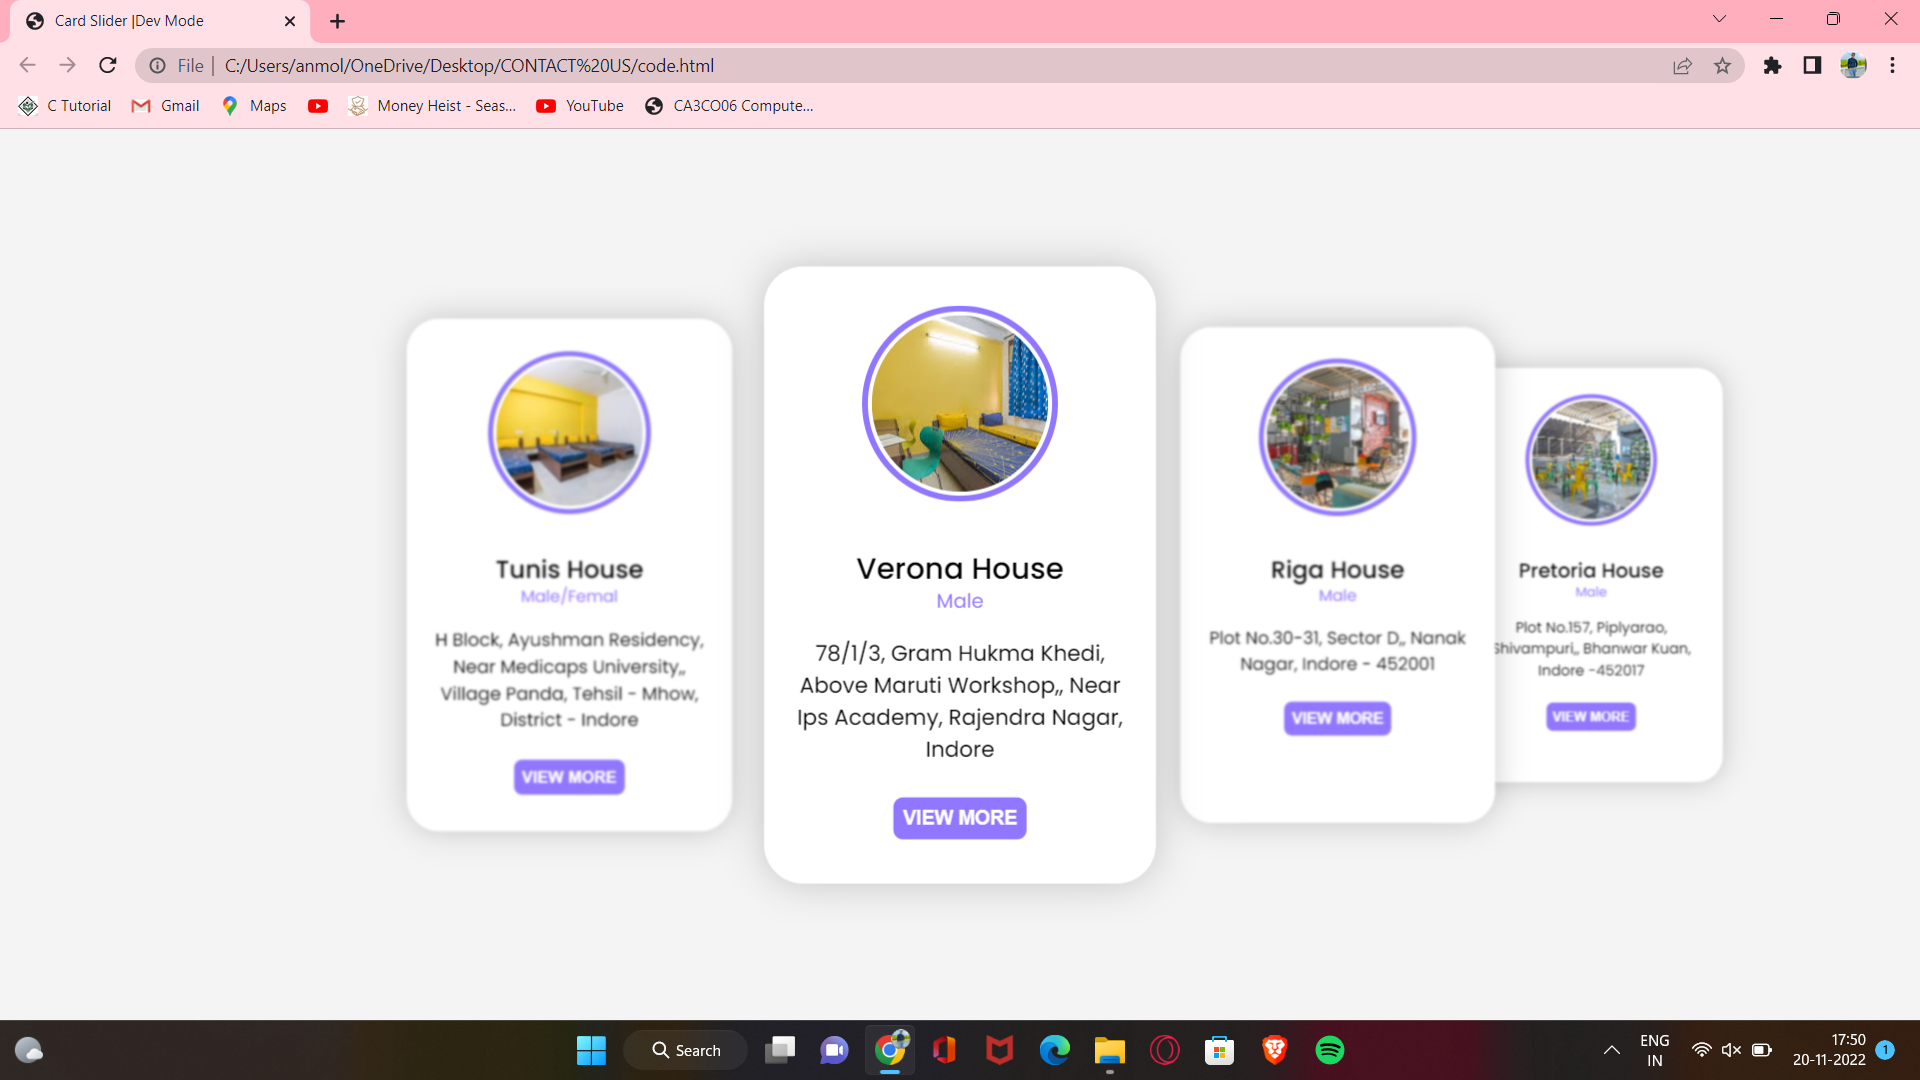 Card Slider |Dev Mode
File
C:/Users/anmol/OneDrive/Desktop/CONTACT%20US/code.html
C Tutorial
Gmail
Maps
Money Heist - Seas...
YouTube
CA3CO06 Compute...
Tunis House
Male/Femal
H Block, Ayushman Residency,
Near Medicaps University,,
Village Panda, Tehsil - Mhow,
District - Indore
VIEW MORE
Verona House
Male
78/1/3, Gram Hukma Khedi,
Above Maruti Workshop,, Near
Ips Academy, Rajendra Nagar,
Indore
VIEW MORE
Riga House
Male
Plot No.30-31, Sector D,, Nanak
Nagar, Indore - 452001
VIEW MORE
Pretoria House
Male
Plot No.157, Piplyarao,
Shivampuri,, Bhanwar Kuan,
Indore -452017
VIEW MORE
Search
ENG
IN
17:50
20-11-2022
1